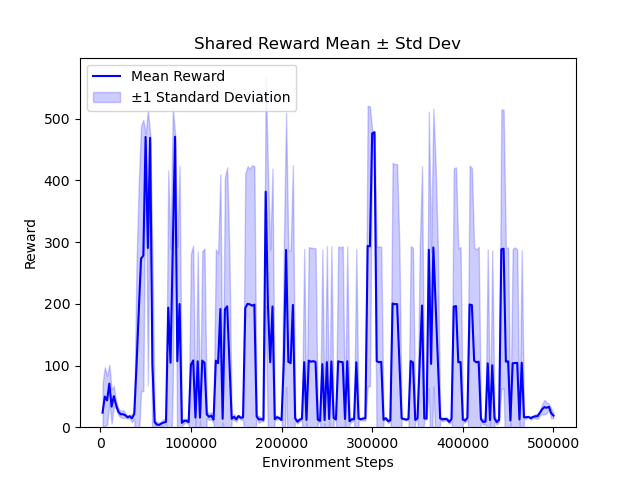 Shared Reward Mean ± Std Dev
Mean Reward
±1 Standard Deviation
Reward
500
400
300
200
100
0
0 100000 200000 300000 400000 500000
Environment Steps